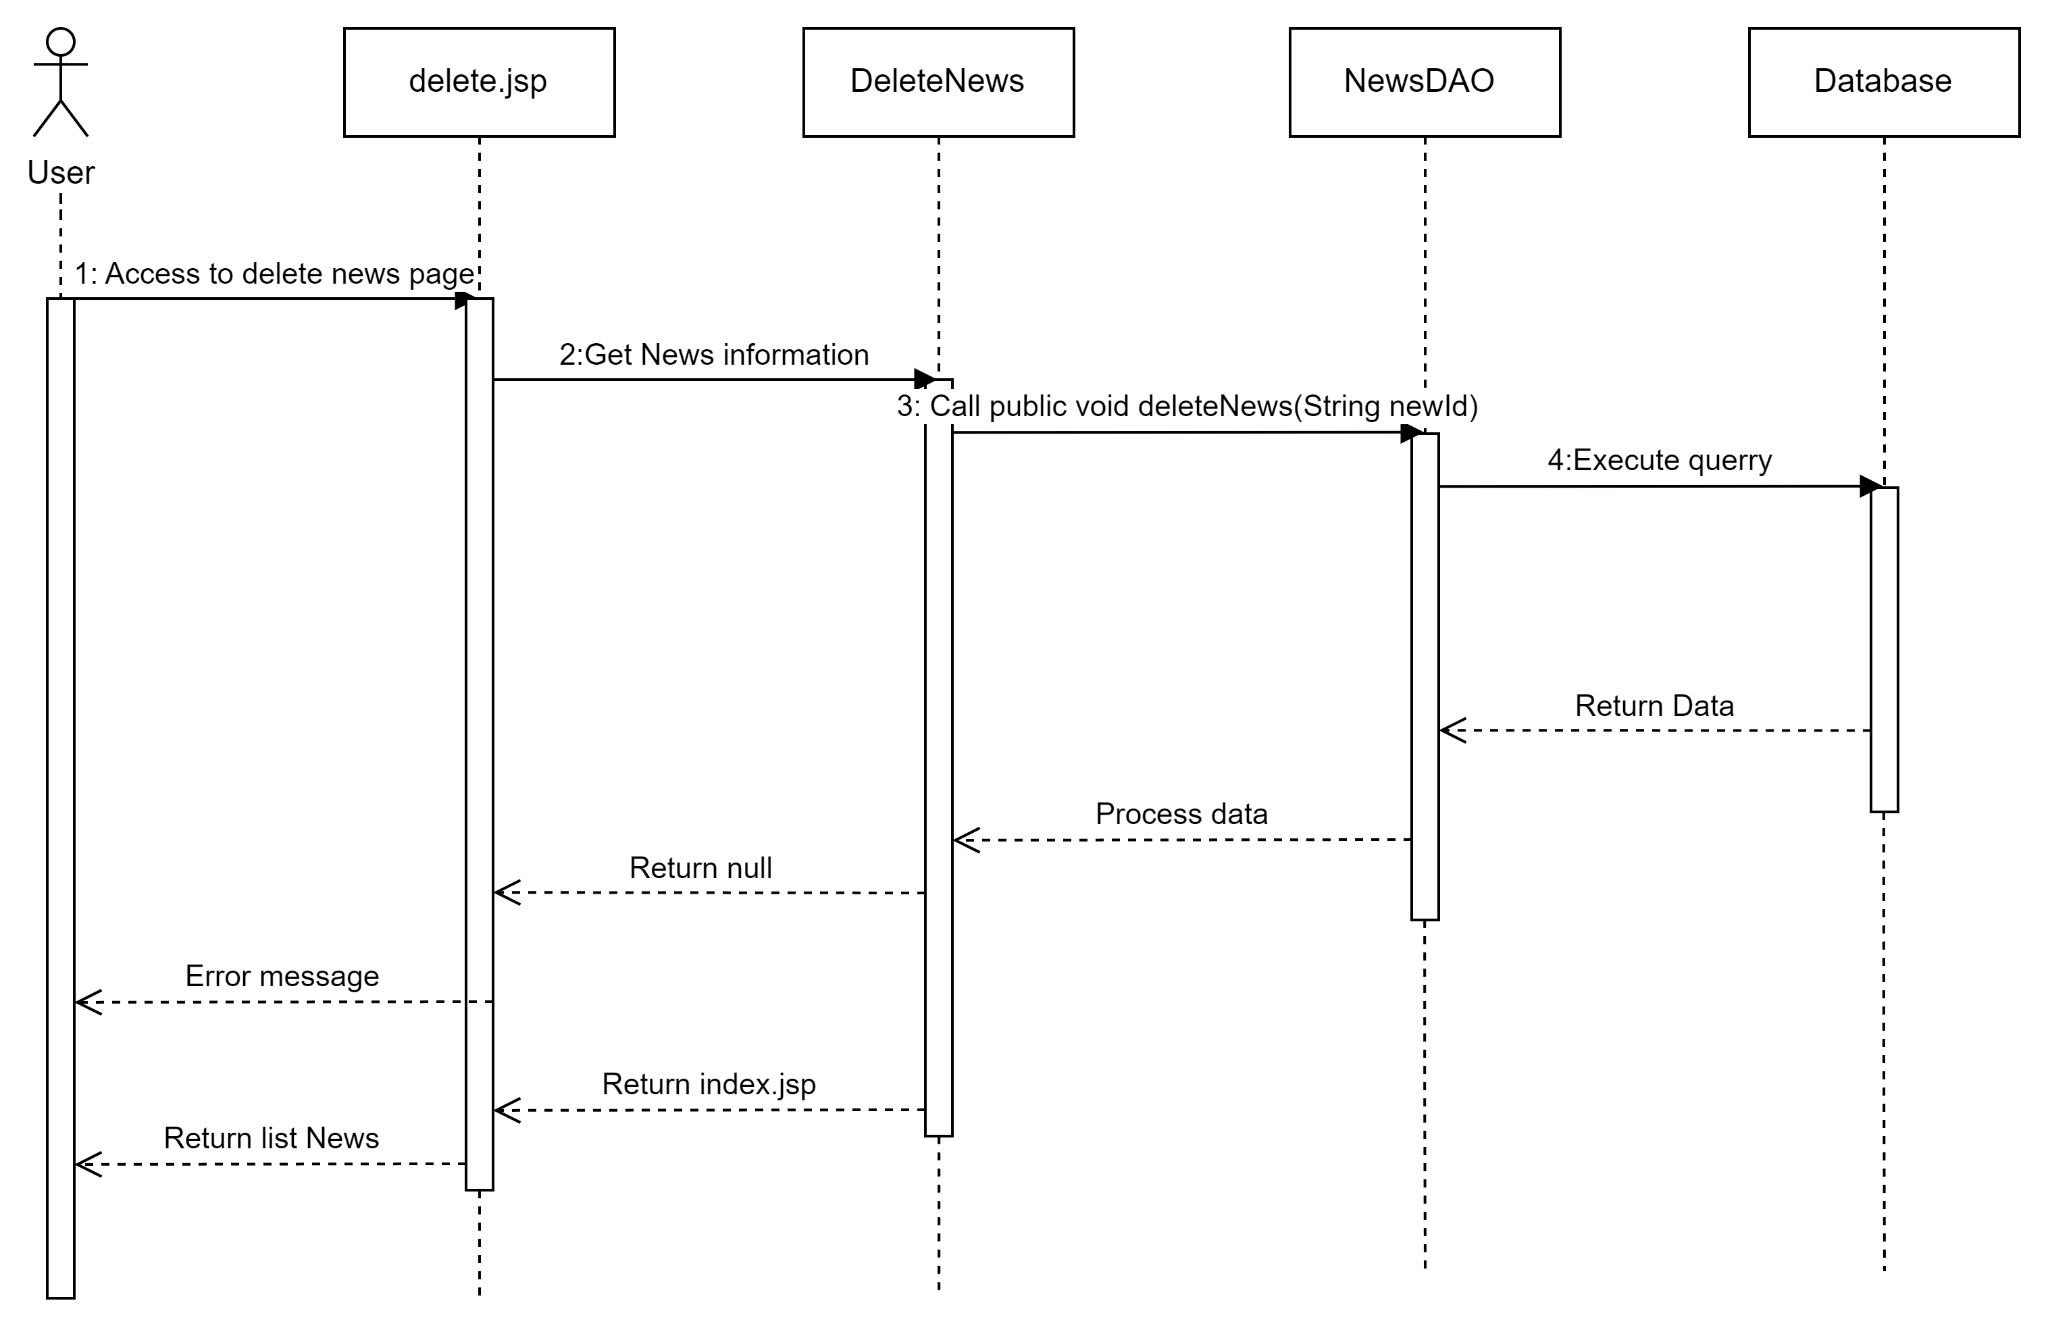 delete.jsp
DeleteNews
NewsDAO
Database
User
1: Access to delete news page
2:Get News information
3: Call public void deleteNews(String newId)
4:Execute querry
Return Data
Process data
Return null
Error message
Return index.jsp
Return list News